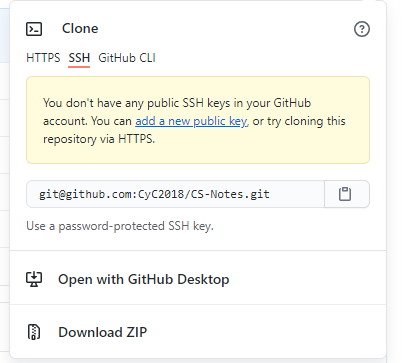 Clone
HTTPS SSH GitHub CLI
You don't have any public SSH keys in your GitHub
account. You can add a new public key, or try cloning this
repository via HTTPS.
git@github.com:CyC2018/CS-Notes.git
Use a password-protected SSH key.
Open with GitHub Desktop
Download ZIP